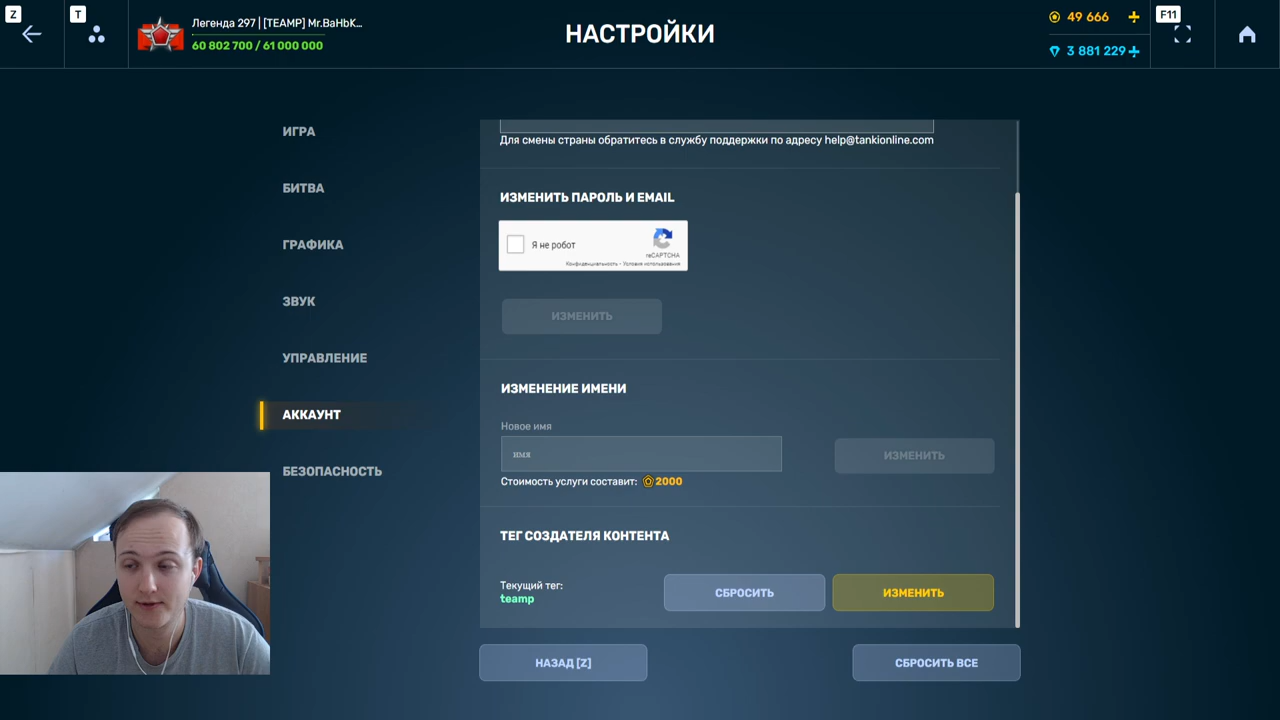 Z
T
Легенда 297 | [TEAMP] Mr.BaHbK...
60 802 700 / 61 000 000
НАСТРОЙКИ
49 666
3 881 229
F11
ИГРА
БИТВА
ГРАФИКА
ЗВУК
УПРАВЛЕНИЕ
АККАУНТ
БЕЗОПАСНОСТЬ
Для смены страны обратитесь в службу поддержки по адресу help@tankionline.com
ИЗМЕНИТЬ ПАРОЛЬ И EMAIL
Я не робот
reCAPTCHA
Конфиденциальность - Условия использования
ИЗМЕНИТЬ
ИЗМЕНЕНИЕ ИМЕНИ
Новое имя
имя
ИЗМЕНИТЬ
Стоимость услуги составит: 2000
ТЕГ СОЗДАТЕЛЯ КОНТЕНТА
Текущий тег:
teamp
СБРОСИТЬ
ИЗМЕНИТЬ
НАЗАД [Z]
СБРОСИТЬ ВСЕ